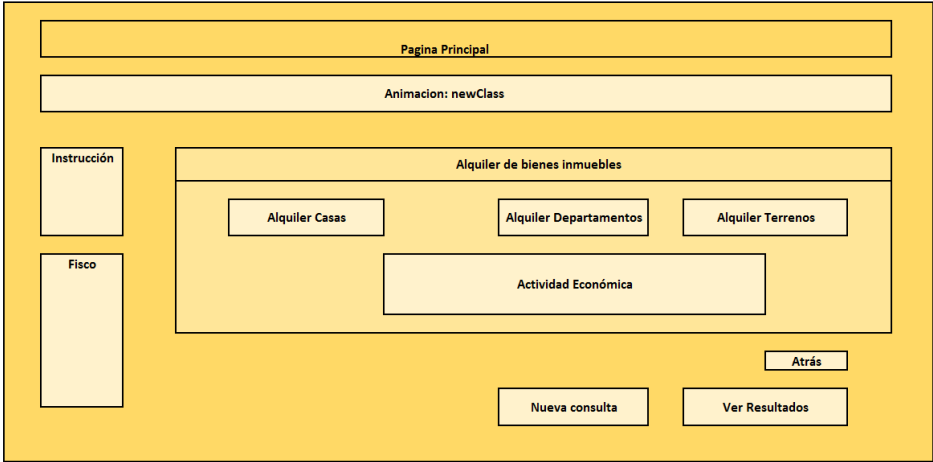 Pagina Principal
Animacion: newClass
Instrucción
Alquiler de bienes inmuebles
Alquiler Casas
Alquiler Departamentos
Alquiler Terrenos
Fisco
Actividad Económica
Atrás
Nueva consulta
Ver Resultados